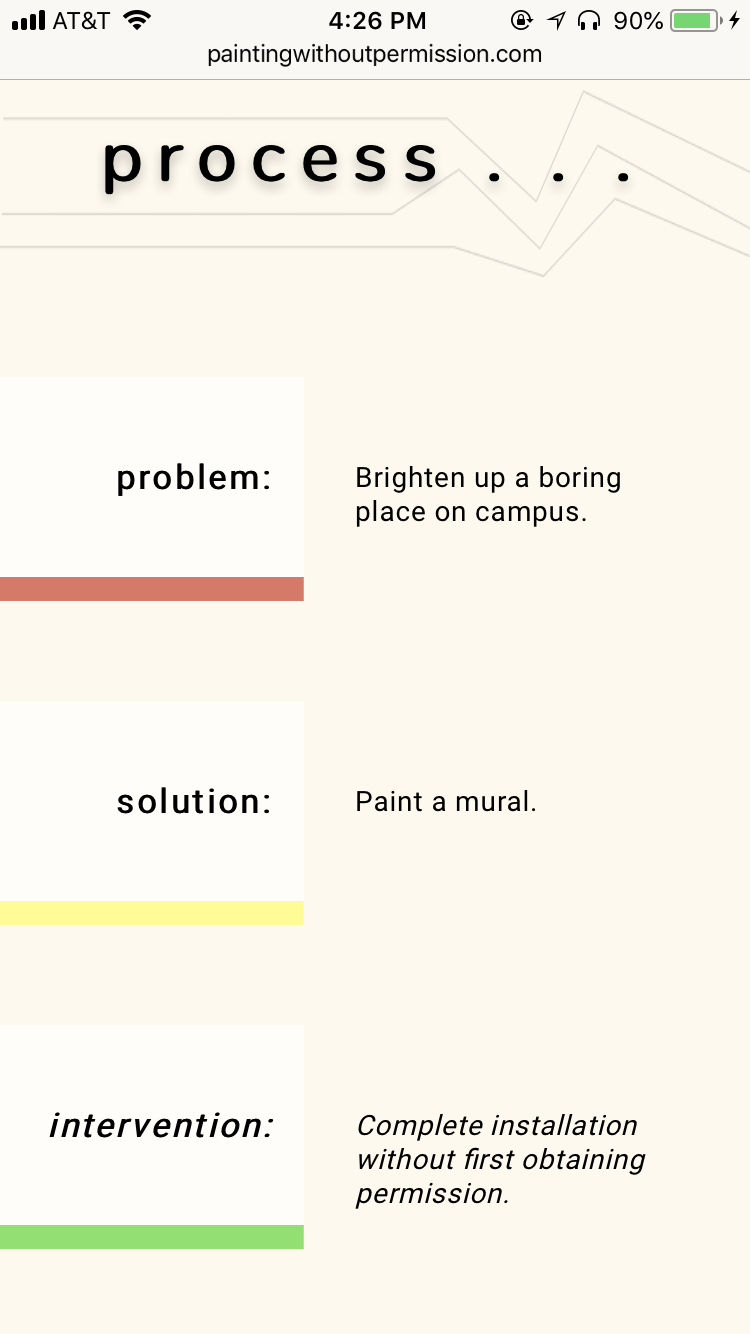 AT&T 4:26 PM 90%
paintingwithoutpermission.com
process . . .
problem:
Brighten up a boring
place on campus.
solution:
Paint a mural.
intervention:
Complete installation
without first obtaining
permission.